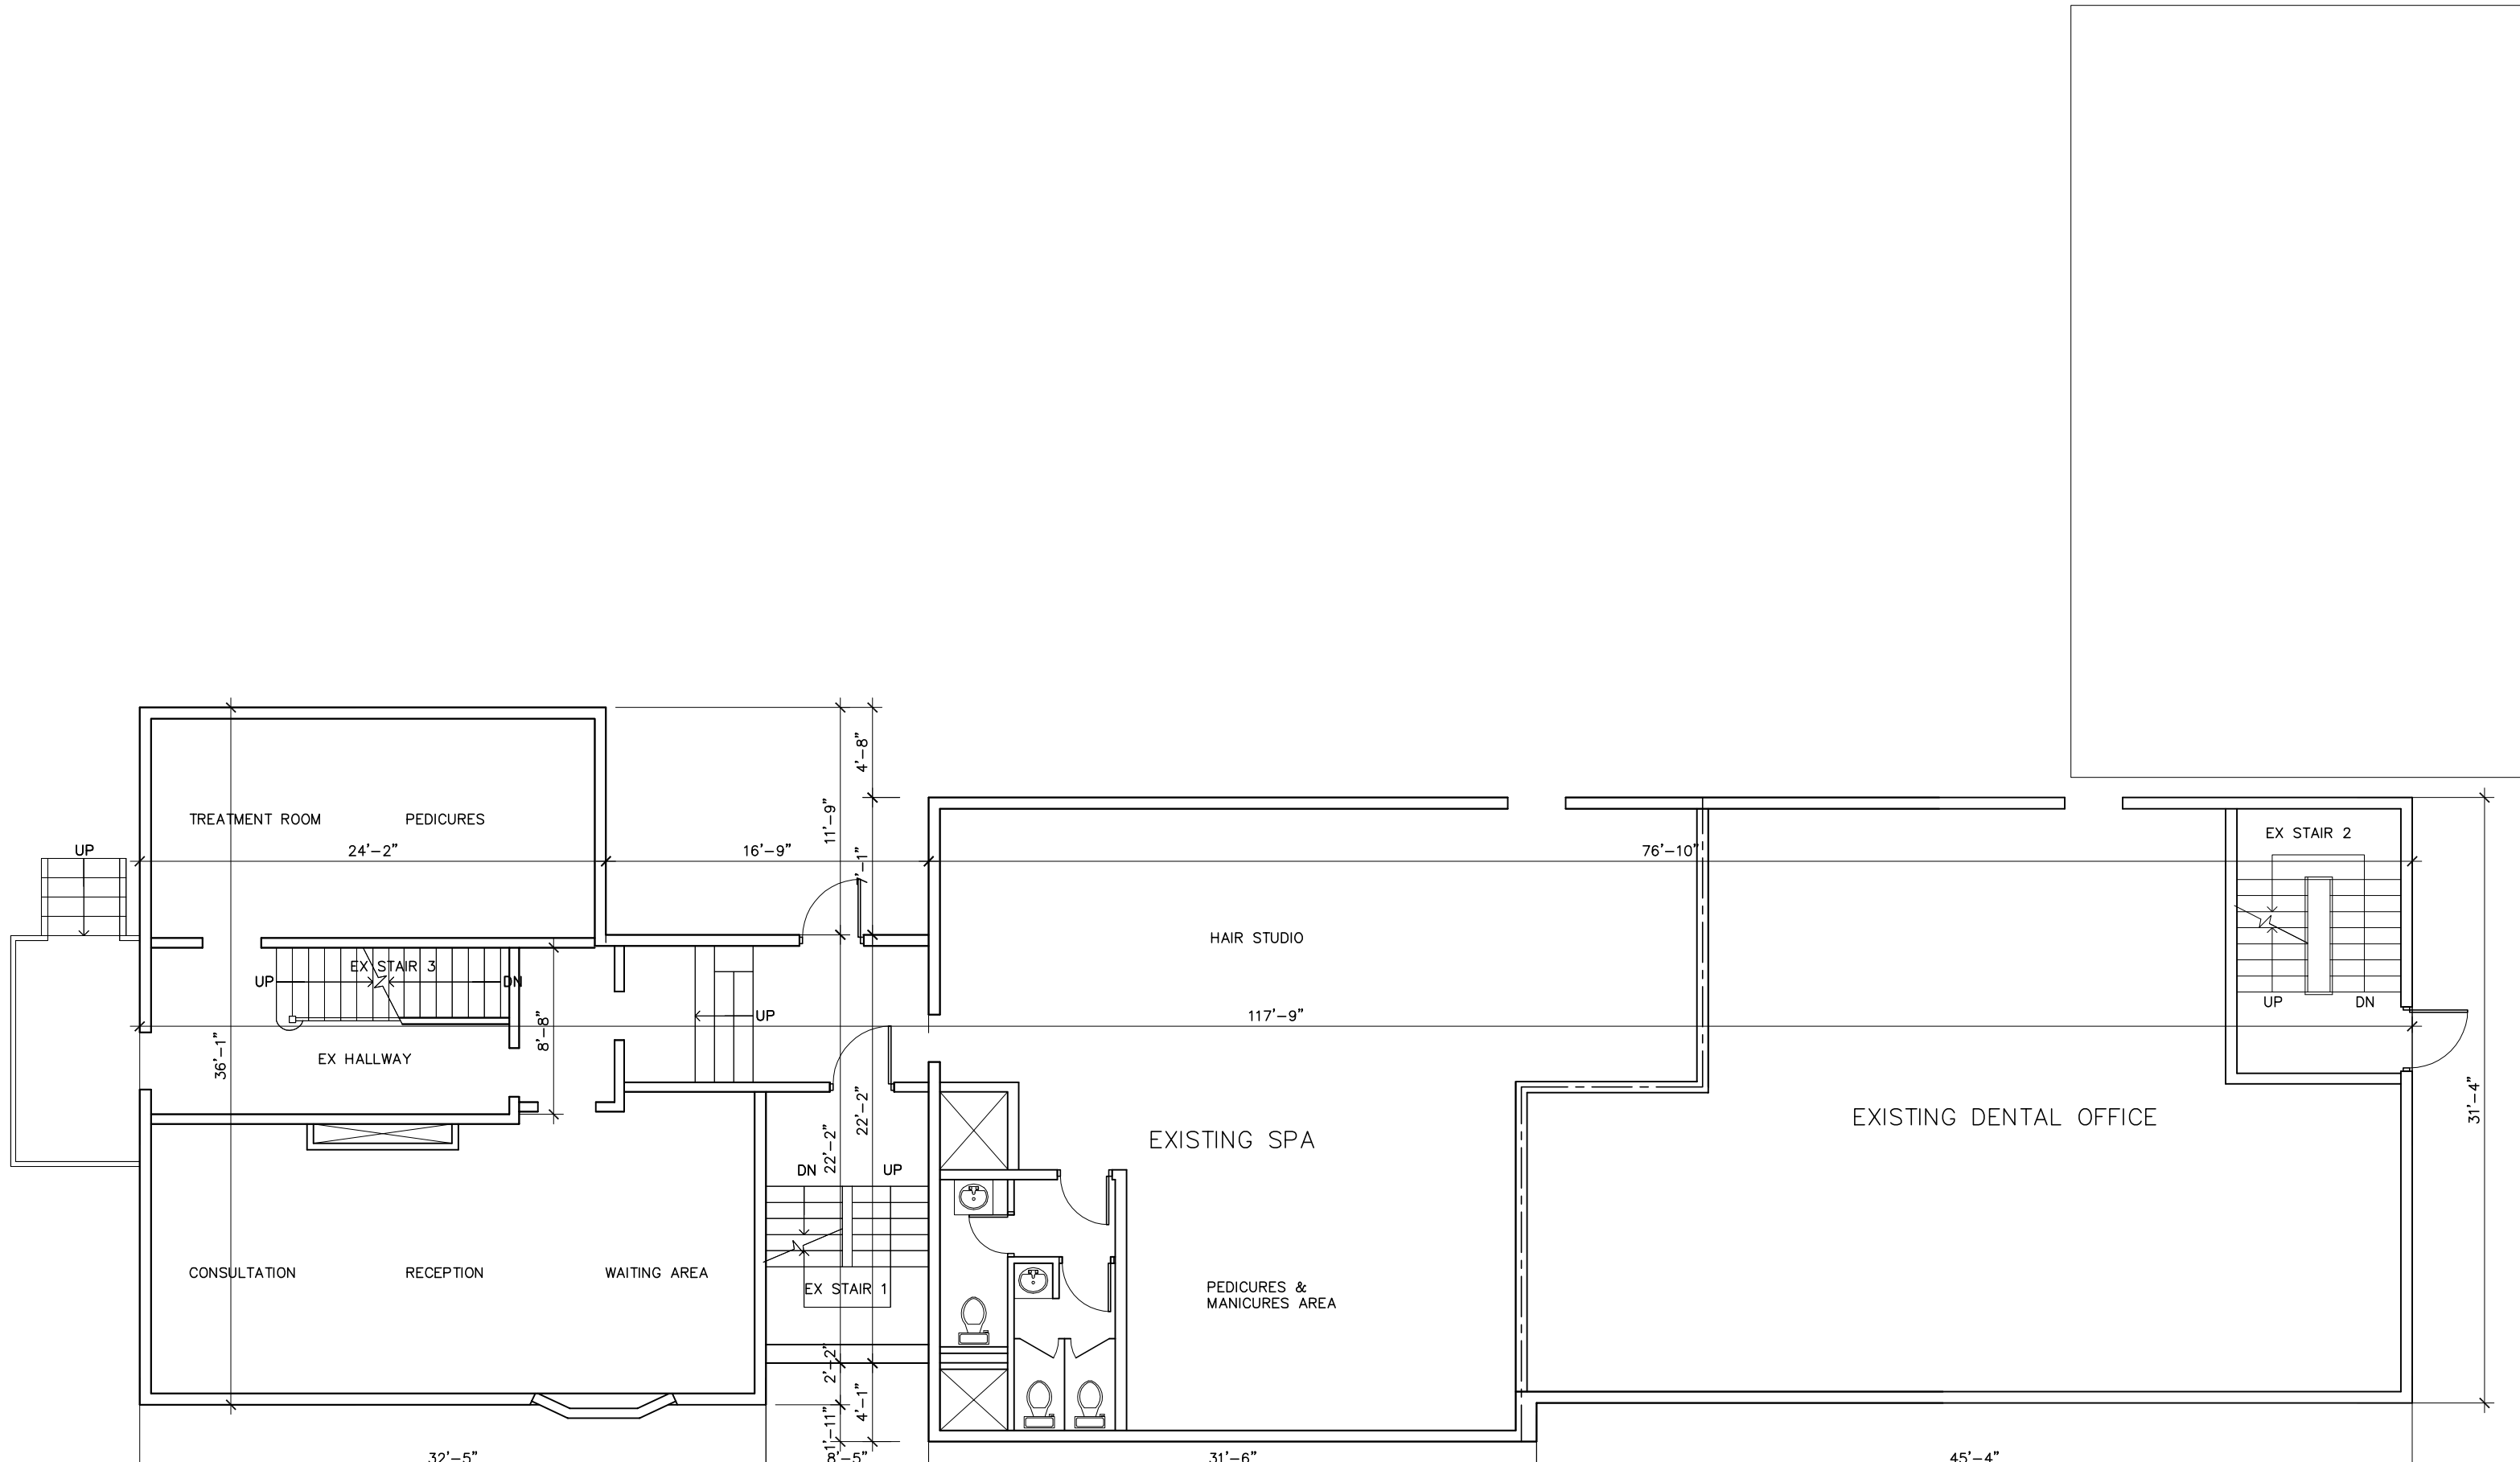 4'-8"
11'-9"
TREATMENT ROOM
PEDICURES
EX STAIR 2
UP
24'-2"
16'-9"
76'-10"
HAIR STUDIO
EX STAIR 3
UP
DN
UP
DN
UP
117'-9"
8'-8"
36'-1"
EX HALLWAY
22'-2"
22'-2"
31'-4"
EXISTING DENTAL OFFICE
EXISTING SPA
DN
UP
CONSULTATION
RECEPTION
WAITING AREA
EX STAIR 1
PEDICURES &
MANICURES AREA
2'-2"
4'-1"
1'-11"
32'-5"
8'-5"
31'-6"
45'-4"